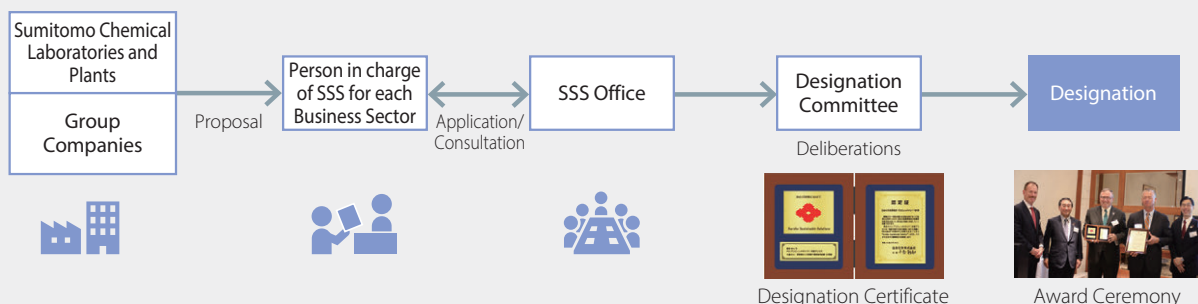 Sumitomo Chemical
Laboratories and
Plants
Group
Companies
Proposal
Person in charge
of SSS for each
Business Sector
Application/
Consultation
SSS Office
Designation
Committee
Deliberations
Designation
Designation Certificate
Award Ceremony